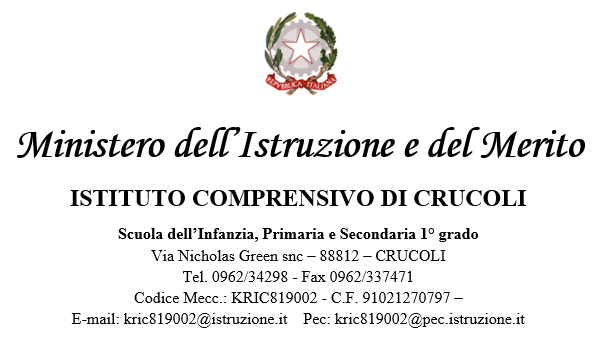 REPVBBLICA ITALIANA
Ministero dell'Istruzione e del Merito
ISTITUTO COMPRENSIVO DI CRUCOLI
Scuola dell'Infanzia, Primaria e Secondaria 1° grado
Via Nicholas Green snc – 88812 – CRUCOLI
Tel. 0962/34298 - Fax 0962/337471
Codice Mecc.: KRIC819002 - C.F. 91021270797 –
E-mail: kric819002@istruzione.it Pec: kric819002@pec.istruzione.it